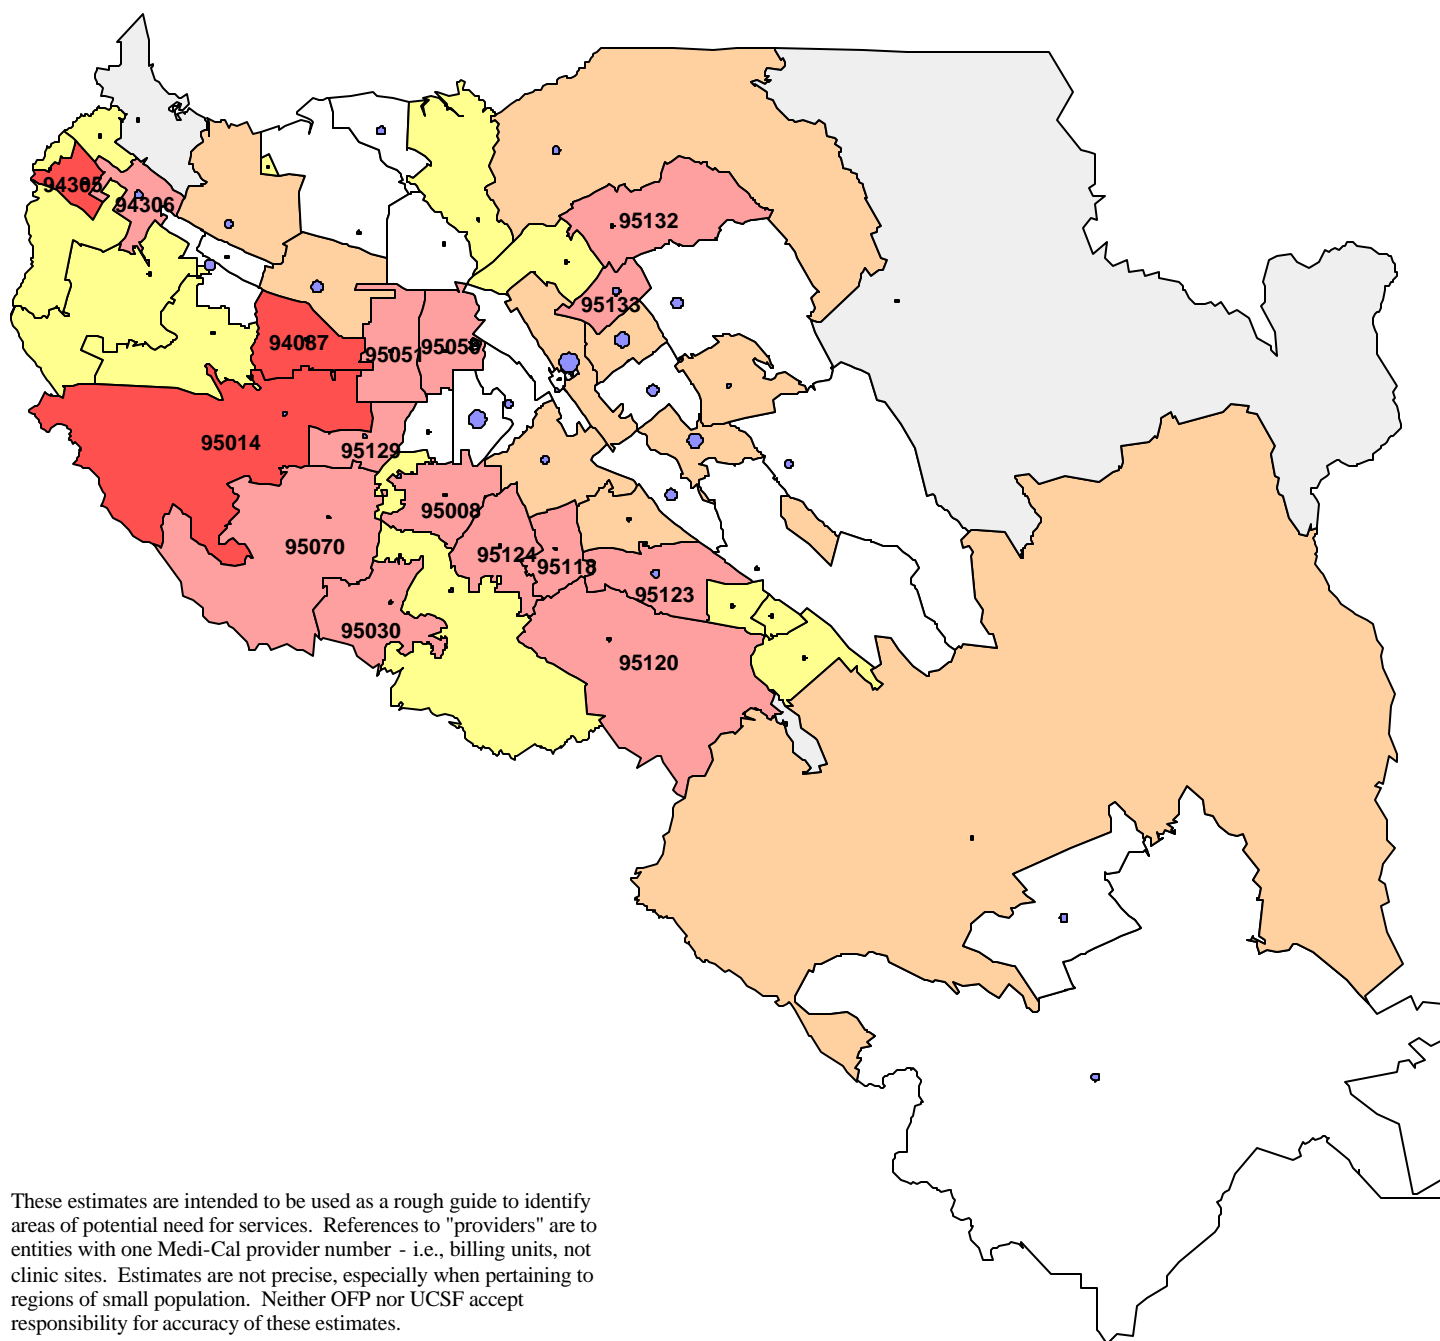 94305
94306
95132
95133
94087
95051
95050
95014
95129
95008
95070
95124
95118
95123
95030
95120
These estimates are intended to be used as a rough guide to identify
areas of potential need for services. References to "providers" are to
entities with one Medi-Cal provider number - i.e., billing units, not
clinic sites. Estimates are not precise, especially when pertaining to
regions of small population. Neither OFP nor UCSF accept
responsibility for accuracy of these estimates.